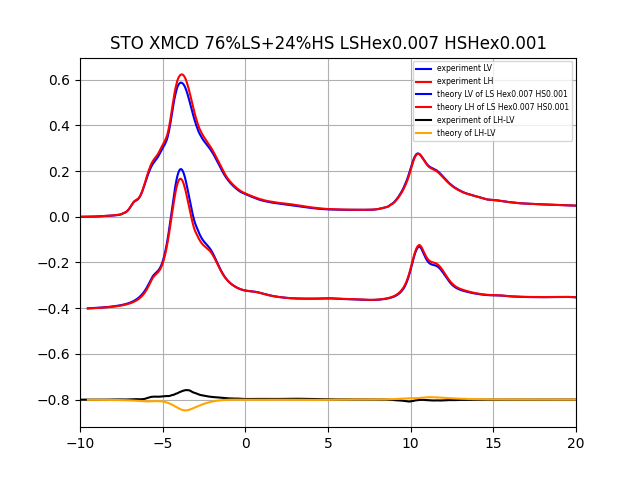 STO XMCD 76%LS+24%HS LSHex0.007 HSHex0.001
experiment LV
experiment LH
theory LV of LS Hex0.007 HS0.001
theory LH of LS Hex0.007 HS0.001
experiment of LH-LV
theory of LH-LV
0.6
0.4
0.2
0.0
−0.2
−0.4
−0.6
−0.8
−10
−5
0
5
10
15
20